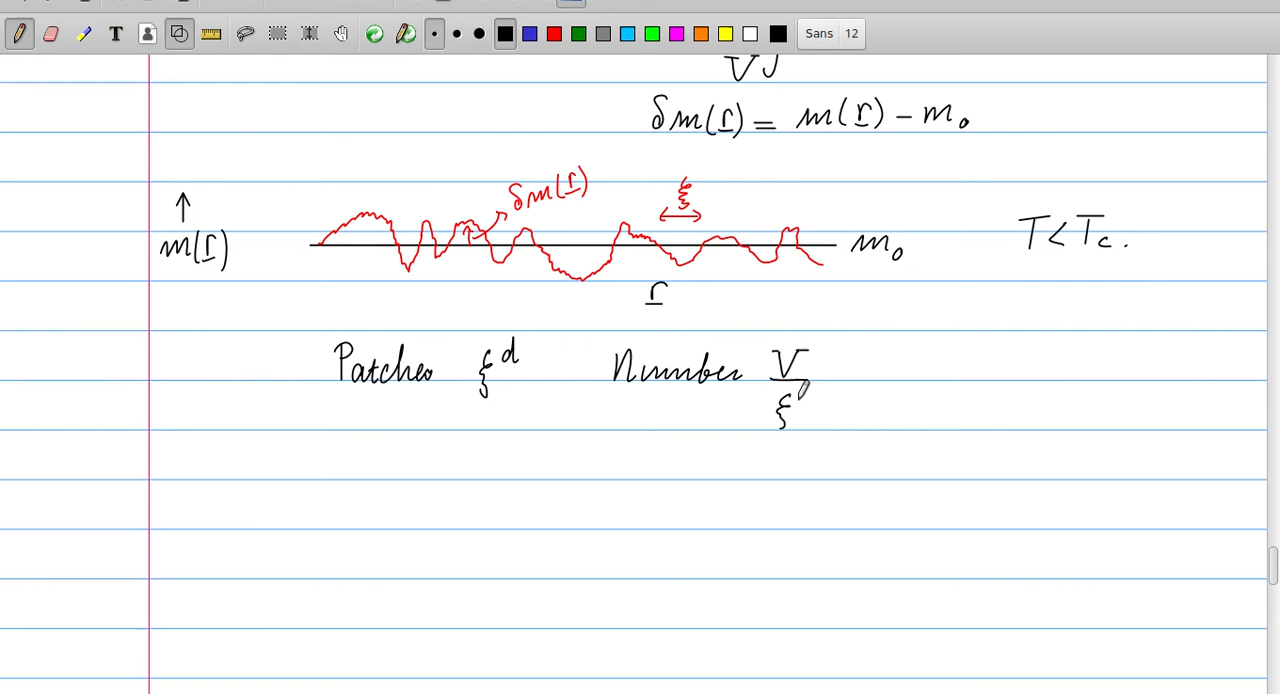 Sans 12
δm(r) = m(r) - m₀
δm(r) ξ
↑
m(r) m₀ T < Tc.
r
Patches ξ^d Number V/ξ